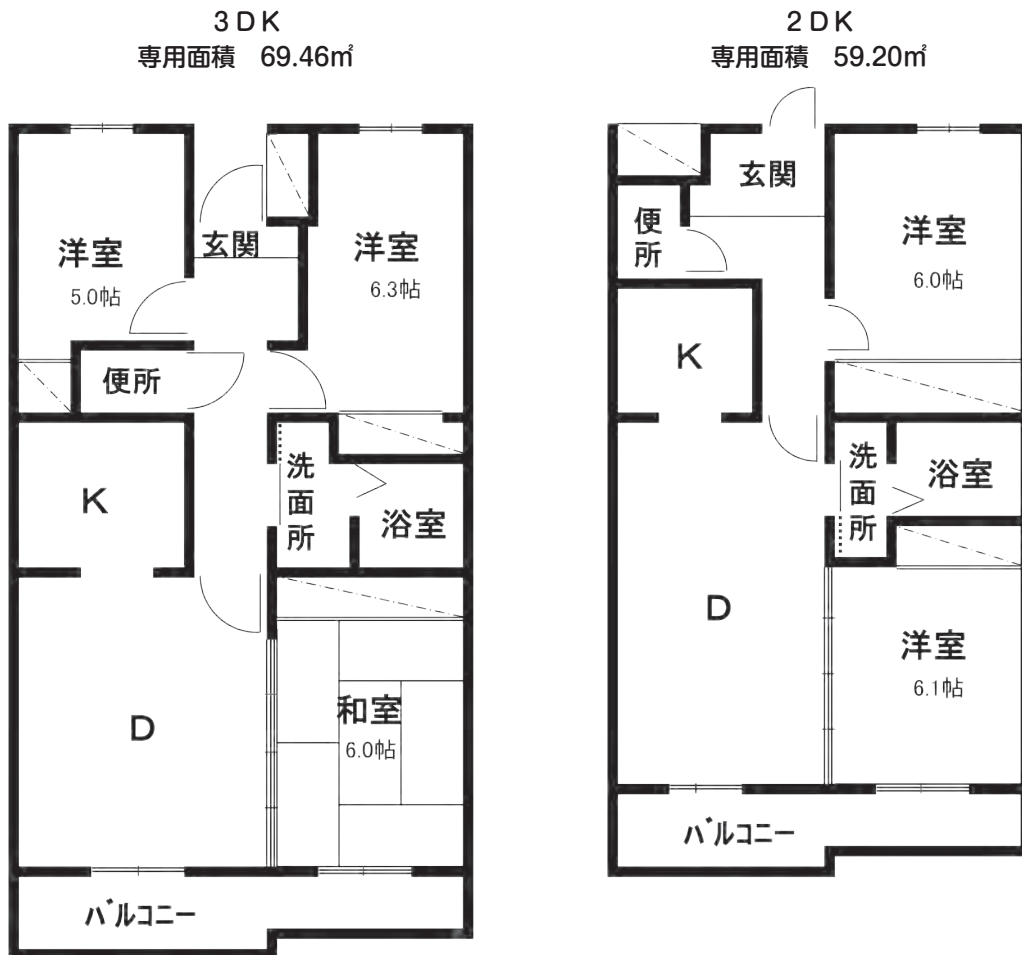 3DK
専用面積 69.46㎡
洋室
5.0帖
玄関
洋室
6.3帖
便所
K
洗面所
浴室
D
和室
6.0帖
バルコニー
2DK
専用面積 59.20㎡
玄関
便所
洋室
6.0帖
K
洗面所
浴室
D
洋室
6.1帖
バルコニー